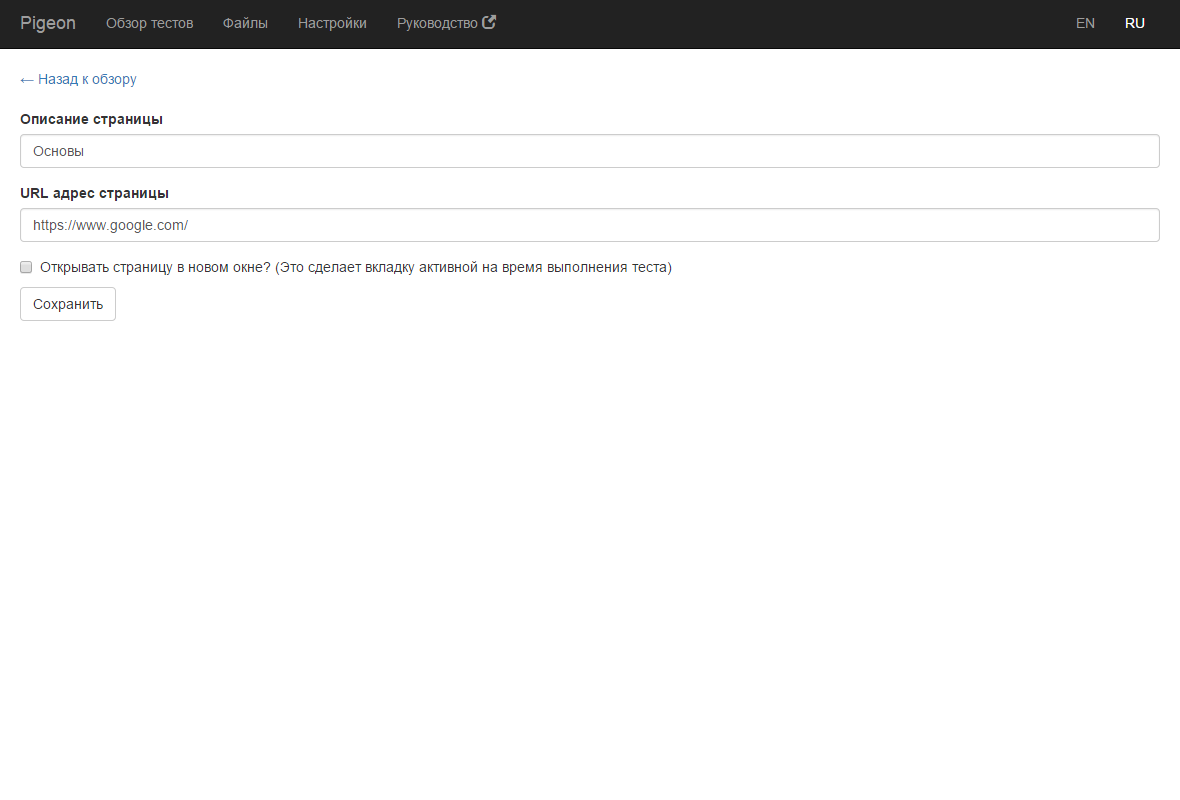 Pigeon Обзор тестов Файлы Настройки Руководство EN RU
← Назад к обзору
Описание страницы
Основы
URL адрес страницы
https://www.google.com/
Открывать страницу в новом окне? (Это сделает вкладку активной на время выполнения теста)
Сохранить